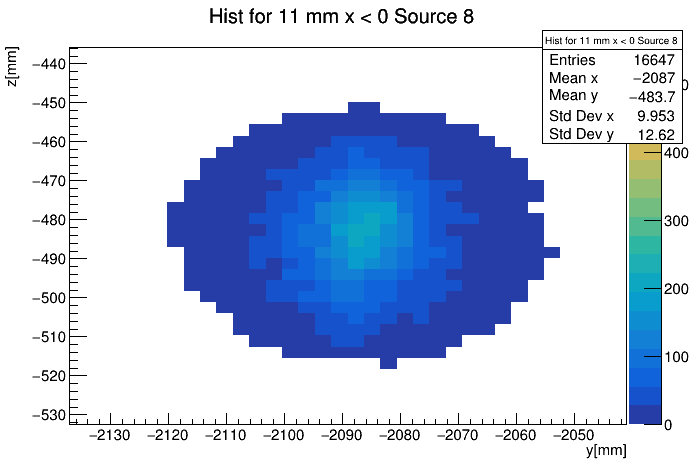 Hist for 11 mm x < 0 Source 8
z[mm]
Hist for 11 mm x < 0 Source 8
Entries 16647
Mean x −2087
Mean y −483.7
Std Dev x 9.953
Std Dev y 12.62
−440
−450
−460
−470
−480
−490
−500
−510
−520
−530
0
400
300
200
100
0
−2130 −2120 −2110 −2100 −2090 −2080 −2070 −2060 −2050
y[mm]